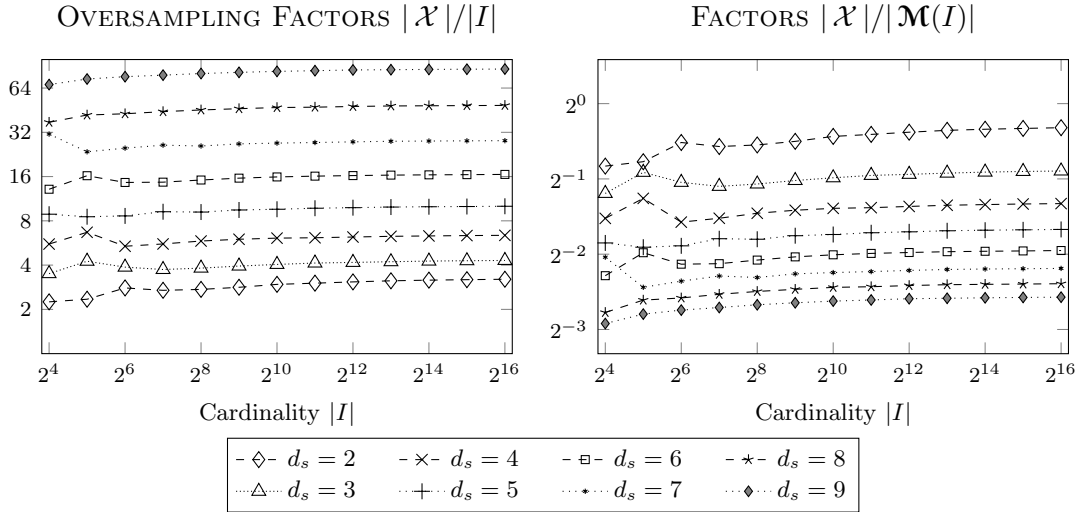 OVERSAMPLING FACTORS |𝒳|/|I|
64
32
16
8
4
2
2^4 2^6 2^8 2^10 2^12 2^14 2^16
Cardinality |I|
FACTORS |𝒳|/|𝕸(I)|
2^0
2^−1
2^−2
2^−3
2^4 2^6 2^8 2^10 2^12 2^14 2^16
Cardinality |I|
d_s = 2 d_s = 4 d_s = 6 d_s = 8
d_s = 3 d_s = 5 d_s = 7 d_s = 9